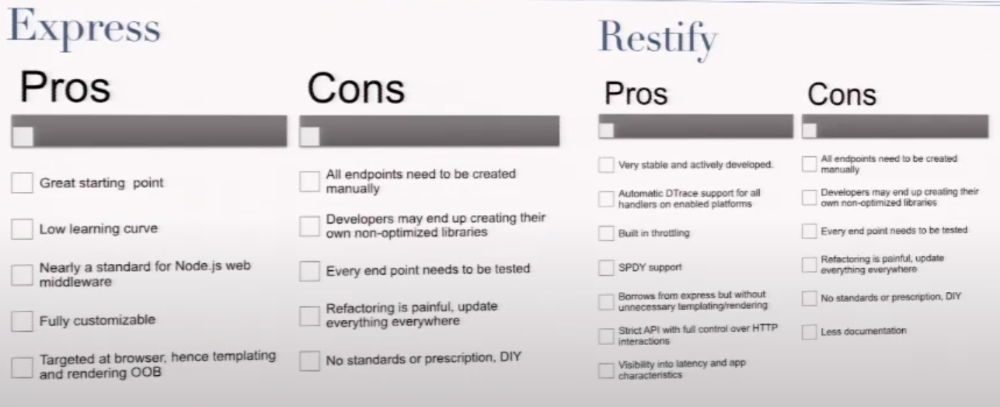 Express
Pros
Great starting point
Low learning curve
Nearly a standard for Node.js web
middleware
Fully customizable
Targeted at browser, hence templating
and rendering OOB
Cons
All endpoints need to be created
manually
Developers may end up creating their
own non-optimized libraries
Every end point needs to be tested
Refactoring is painful, update
everything everywhere
No standards or prescription, DIY
Restify
Pros
Very stable and actively developed.
Automatic DTrace support for all
handlers on enabled platforms
Built in throttling
SPDY support
Borrows from express but without
unnecessary templating/rendering
Strict API with full control over HTTP
interactions
Visibility into latency and app
characteristics
Cons
All endpoints need to be created
manually
Developers may end up creating their
own non-optimized libraries
Every end point needs to be tested
Refactoring is painful, update
everything everywhere
No standards or prescription, DIY
Less documentation